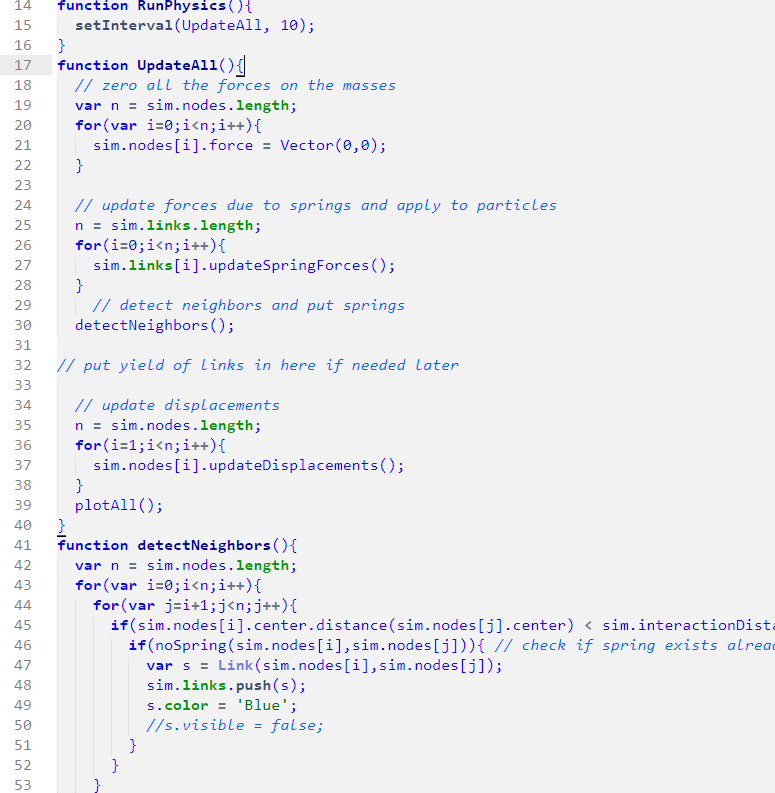 14 function RunPhysics(){
15 setInterval(UpdateAll, 10);
16 }
17 function UpdateAll(){
18 // zero all the forces on the masses
19 var n = sim.nodes.length;
20 for(var i=0;i<n;i++){
21 sim.nodes[i].force = Vector(0,0);
22 }
23
24 // update forces due to springs and apply to particles
25 n = sim.links.length;
26 for(i=0;i<n;i++){
27 sim.links[i].updateSpringForces();
28 }
29 // detect neighbors and put springs
30 detectNeighbors();
31
32 // put yield of links in here if needed later
33
34 // update displacements
35 n = sim.nodes.length;
36 for(i=1;i<n;i++){
37 sim.nodes[i].updateDisplacements();
38 }
39 plotAll();
40 }
41 function detectNeighbors(){
42 var n = sim.nodes.length;
43 for(var i=0;i<n;i++){
44 for(var j=i+1;j<n;j++){
45 if(sim.nodes[i].center.distance(sim.nodes[j].center) < sim.interactionDista
46 if(noSpring(sim.nodes[i],sim.nodes[j])){ // check if spring exists alrea
47 var s = Link(sim.nodes[i],sim.nodes[j]);
48 sim.links.push(s);
49 s.color = 'Blue';
50 //s.visible = false;
51 }
52 }
53 }